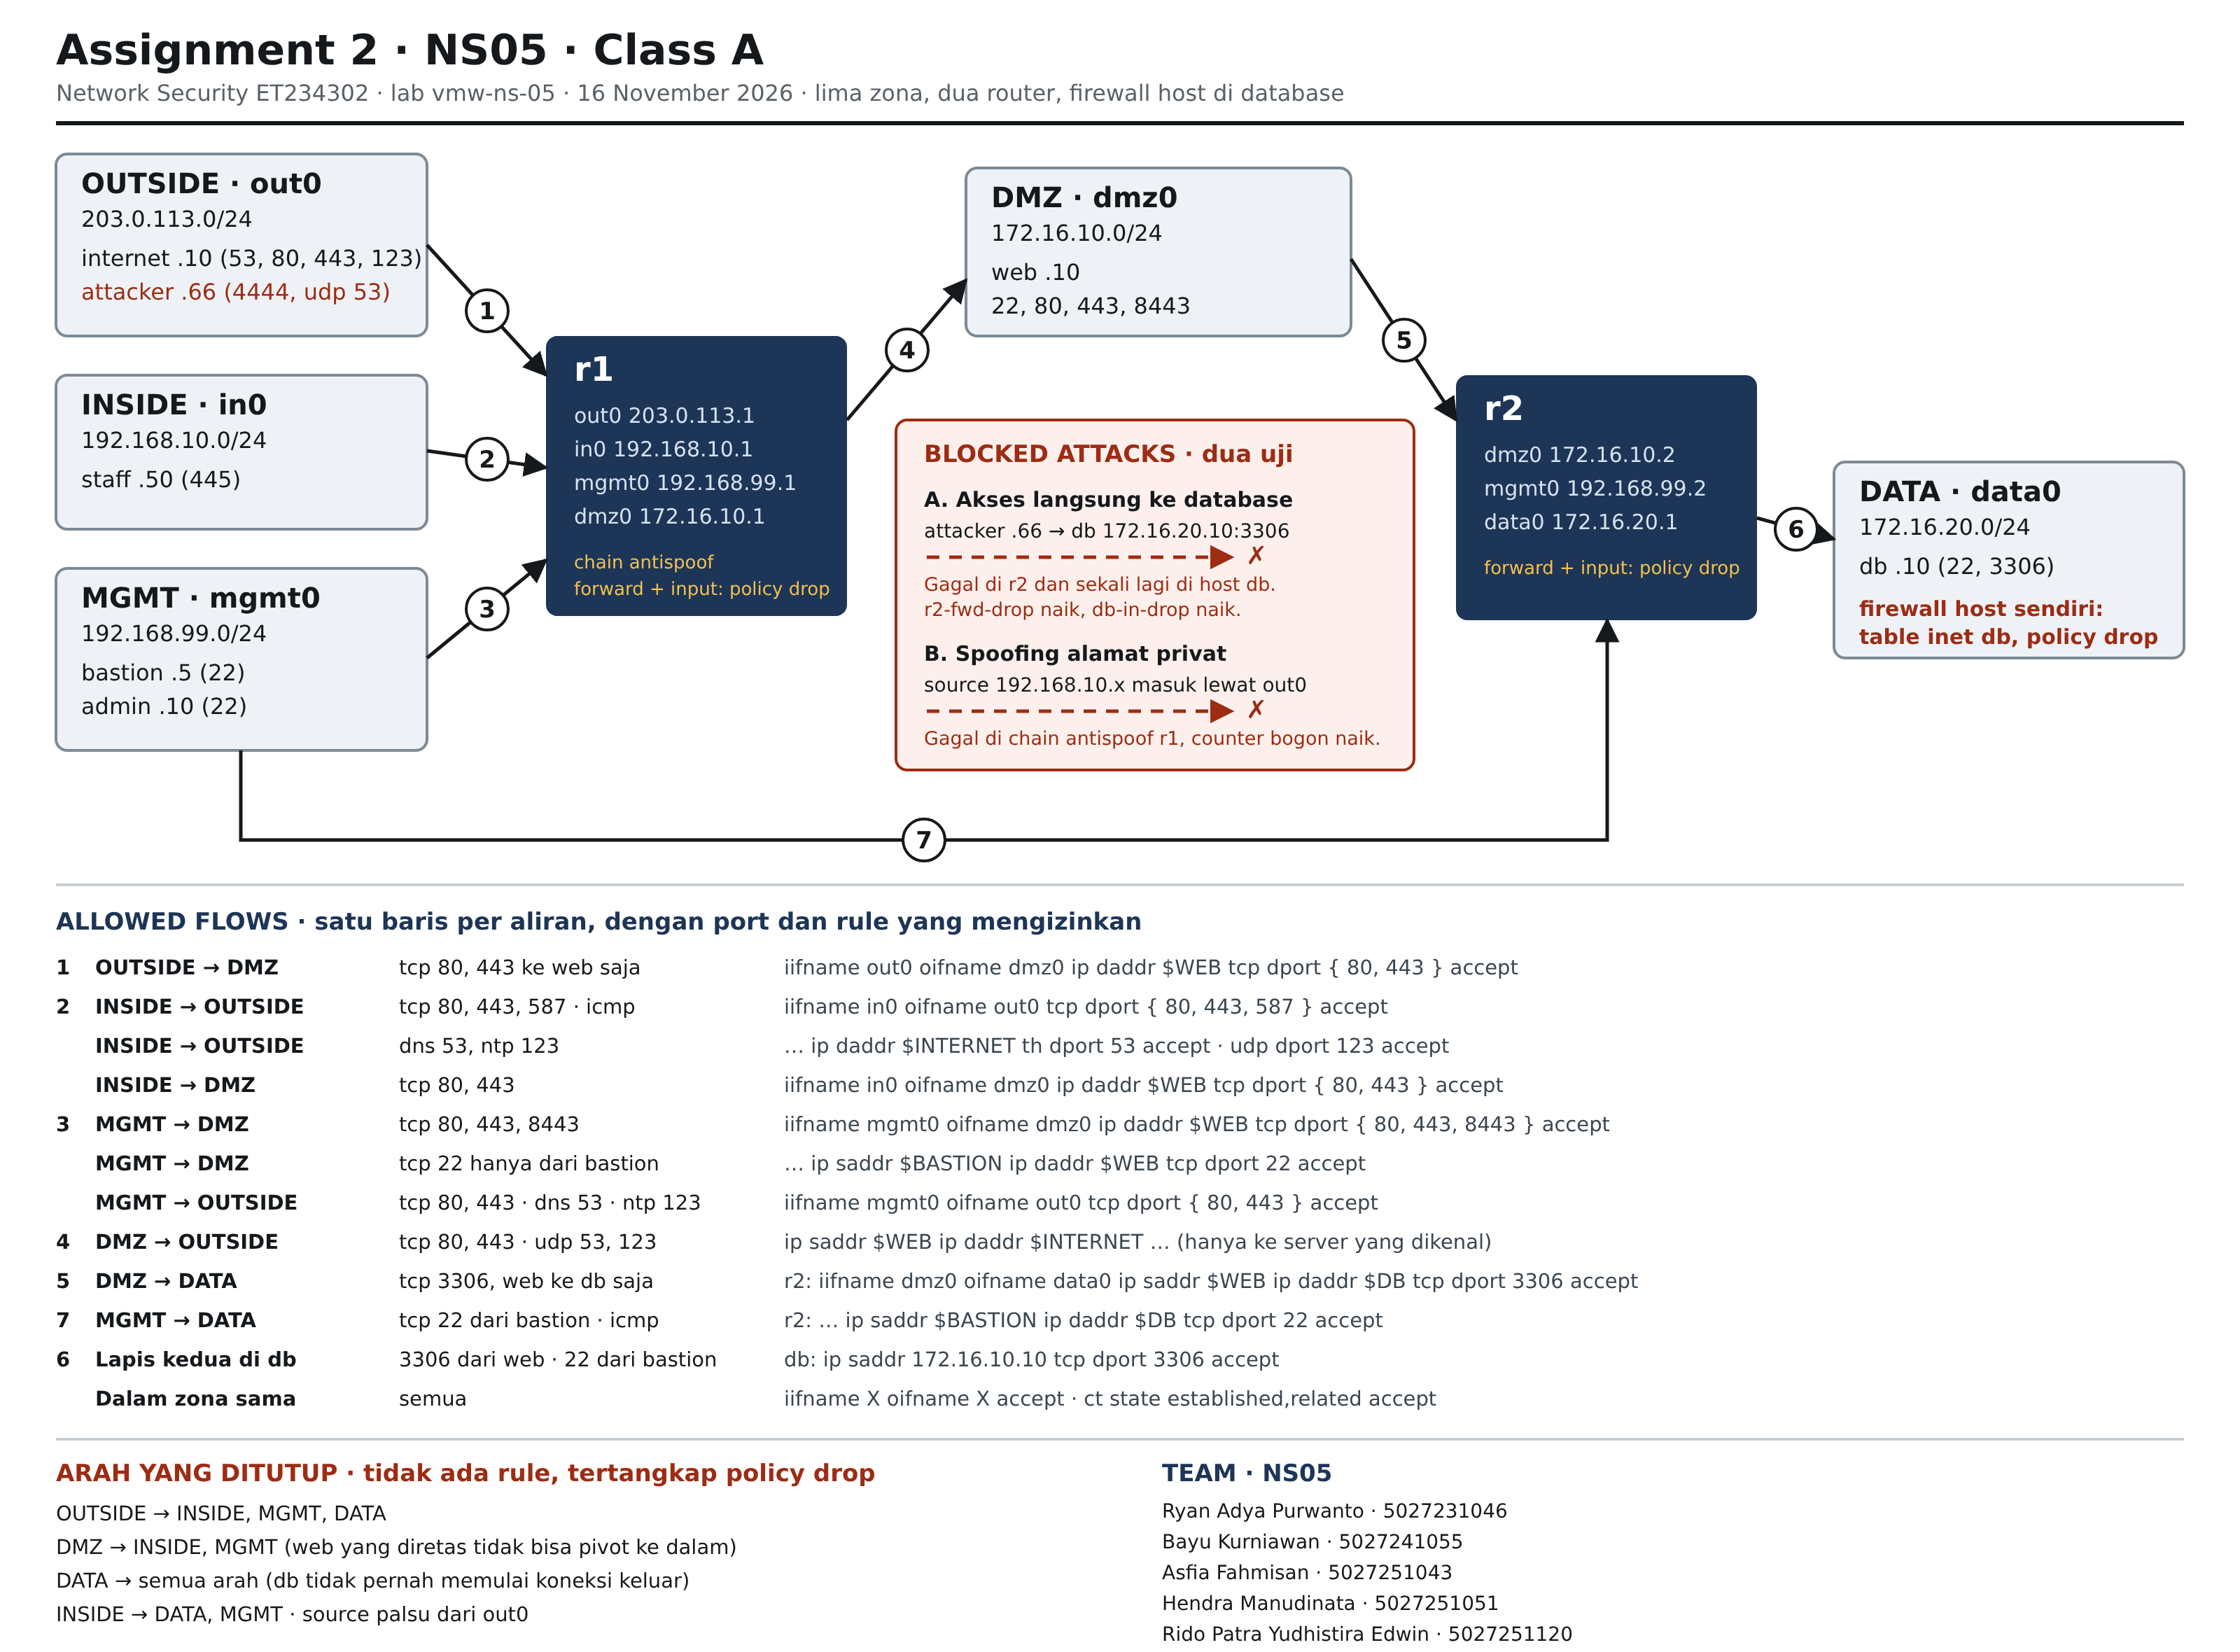 Assignment 2 · NS05 · Class A
Network Security ET234302 · lab vmw-ns-05 · 16 November 2026 · lima zona, dua router, firewall host di database
OUTSIDE · out0
203.0.113.0/24
internet .10 (53, 80, 443, 123)
attacker .66 (4444, udp 53)
1
INSIDE · in0
192.168.10.0/24
staff .50 (445)
2
MGMT · mgmt0
192.168.99.0/24
bastion .5 (22)
admin .10 (22)
3
r1
out0 203.0.113.1
in0 192.168.10.1
mgmt0 192.168.99.1
dmz0 172.16.10.1
chain antispoof
forward + input: policy drop
4
DMZ · dmz0
172.16.10.0/24
web .10
22, 80, 443, 8443
5
BLOCKED ATTACKS · dua uji
A. Akses langsung ke database
attacker .66 → db 172.16.20.10:3306
✗
Gagal di r2 dan sekali lagi di host db.
r2-fwd-drop naik, db-in-drop naik.
B. Spoofing alamat privat
source 192.168.10.x masuk lewat out0
✗
Gagal di chain antispoof r1, counter bogon naik.
r2
dmz0 172.16.10.2
mgmt0 192.168.99.2
data0 172.16.20.1
forward + input: policy drop
6
DATA · data0
172.16.20.0/24
db .10 (22, 3306)
firewall host sendiri:
table inet db, policy drop
7
ALLOWED FLOWS · satu baris per aliran, dengan port dan rule yang mengizinkan
1 OUTSIDE → DMZ tcp 80, 443 ke web saja iifname out0 oifname dmz0 ip daddr $WEB tcp dport { 80, 443 } accept
2 INSIDE → OUTSIDE tcp 80, 443, 587 · icmp iifname in0 oifname out0 tcp dport { 80, 443, 587 } accept
INSIDE → OUTSIDE dns 53, ntp 123 … ip daddr $INTERNET th dport 53 accept · udp dport 123 accept
INSIDE → DMZ tcp 80, 443 iifname in0 oifname dmz0 ip daddr $WEB tcp dport { 80, 443 } accept
3 MGMT → DMZ tcp 80, 443, 8443 iifname mgmt0 oifname dmz0 ip daddr $WEB tcp dport { 80, 443, 8443 } accept
MGMT → DMZ tcp 22 hanya dari bastion … ip saddr $BASTION ip daddr $WEB tcp dport 22 accept
MGMT → OUTSIDE tcp 80, 443 · dns 53 · ntp 123 iifname mgmt0 oifname out0 tcp dport { 80, 443 } accept
4 DMZ → OUTSIDE tcp 80, 443 · udp 53, 123 ip saddr $WEB ip daddr $INTERNET … (hanya ke server yang dikenal)
5 DMZ → DATA tcp 3306, web ke db saja r2: iifname dmz0 oifname data0 ip saddr $WEB ip daddr $DB tcp dport 3306 accept
7 MGMT → DATA tcp 22 dari bastion · icmp r2: … ip saddr $BASTION ip daddr $DB tcp dport 22 accept
6 Lapis kedua di db 3306 dari web · 22 dari bastion db: ip saddr 172.16.10.10 tcp dport 3306 accept
Dalam zona sama semua iifname X oifname X accept · ct state established,related accept
ARAH YANG DITUTUP · tidak ada rule, tertangkap policy drop
OUTSIDE → INSIDE, MGMT, DATA
DMZ → INSIDE, MGMT (web yang diretas tidak bisa pivot ke dalam)
DATA → semua arah (db tidak pernah memulai koneksi keluar)
INSIDE → DATA, MGMT · source palsu dari out0
TEAM · NS05
Ryan Adya Purwanto · 5027231046
Bayu Kurniawan · 5027241055
Asfia Fahmisan · 5027251043
Hendra Manudinata · 5027251051
Rido Patra Yudhistira Edwin · 5027251120